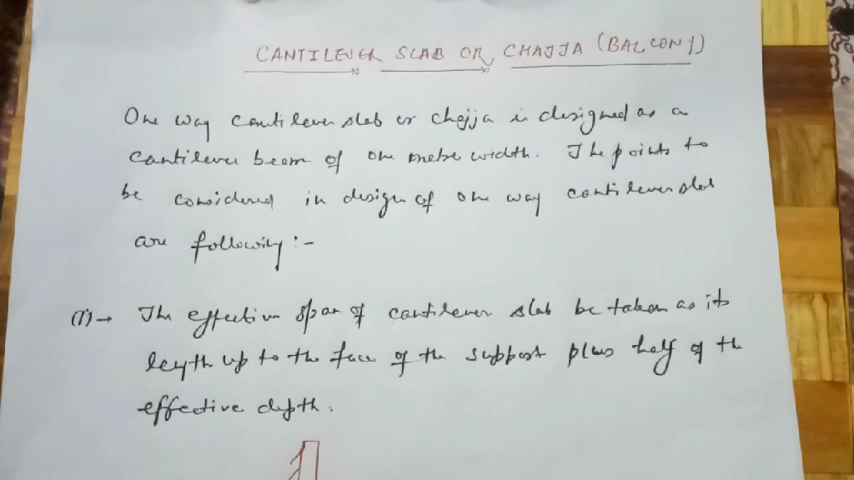 CANTILEVER SLAB OR CHAJJA (BALCONY)
One way cantilever slab or chajja is designed as a
cantilever beam of one metre width. The points to
be considered in design of one way cantilever slab
are following :-
(1)→ The effective span of cantilever slab be taken as its
length up to the face of the support plus half of the
effective depth.